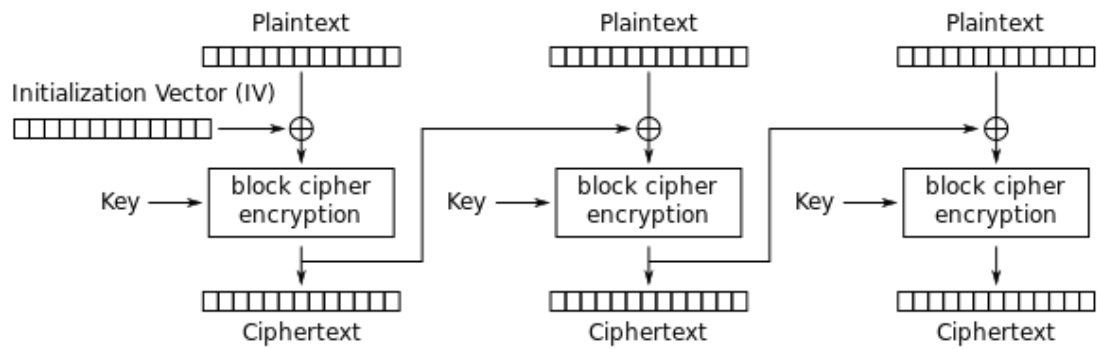 Plaintext
Plaintext
Plaintext
Initialization Vector (IV)
Key
block cipher
encryption
Key
block cipher
encryption
Key
block cipher
encryption
Ciphertext
Ciphertext
Ciphertext